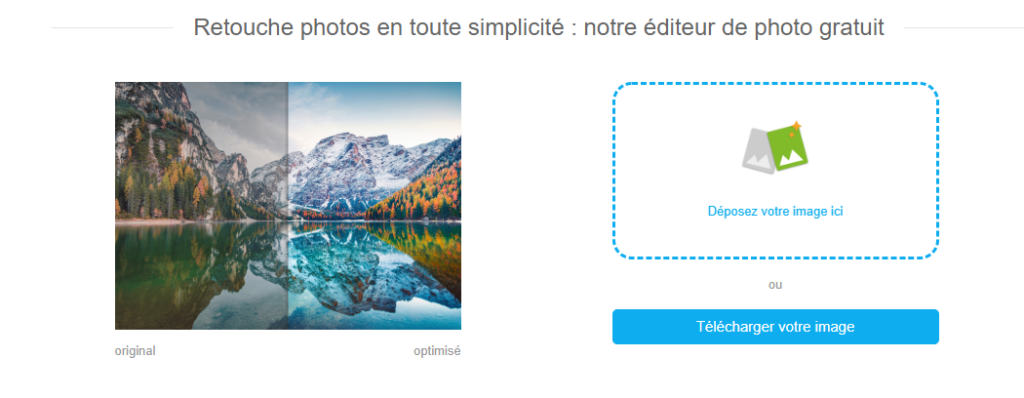 Retouche photos en toute simplicité : notre éditeur de photo gratuit
Déposez votre image ici
ou
Télécharger votre image
original
optimisé